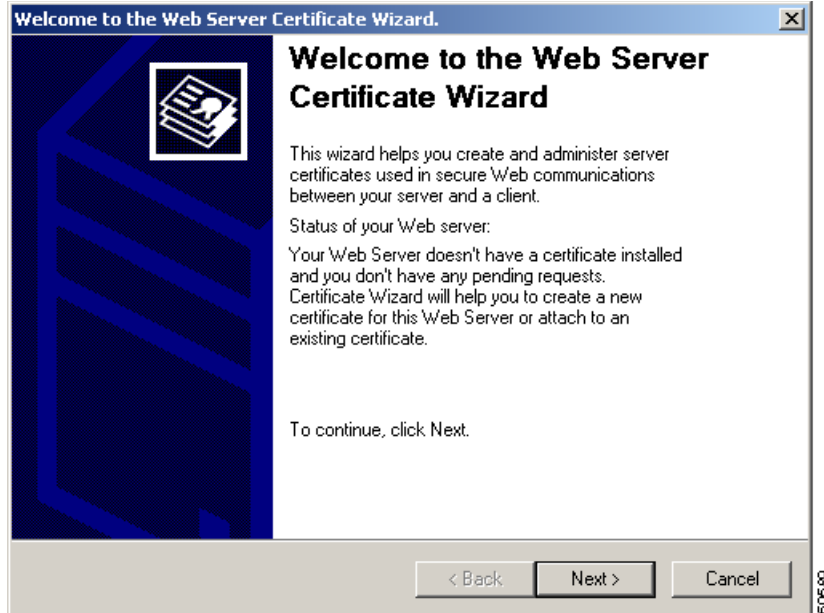 Welcome to the Web Server Certificate Wizard.
Welcome to the Web Server
Certificate Wizard
This wizard helps you create and administer server
certificates used in secure Web communications
between your server and a client.
Status of your Web server:
Your Web Server doesn't have a certificate installed
and you don't have any pending requests.
Certificate Wizard will help you to create a new
certificate for this Web Server or attach to an
existing certificate.
To continue, click Next.
< Back
Next >
Cancel